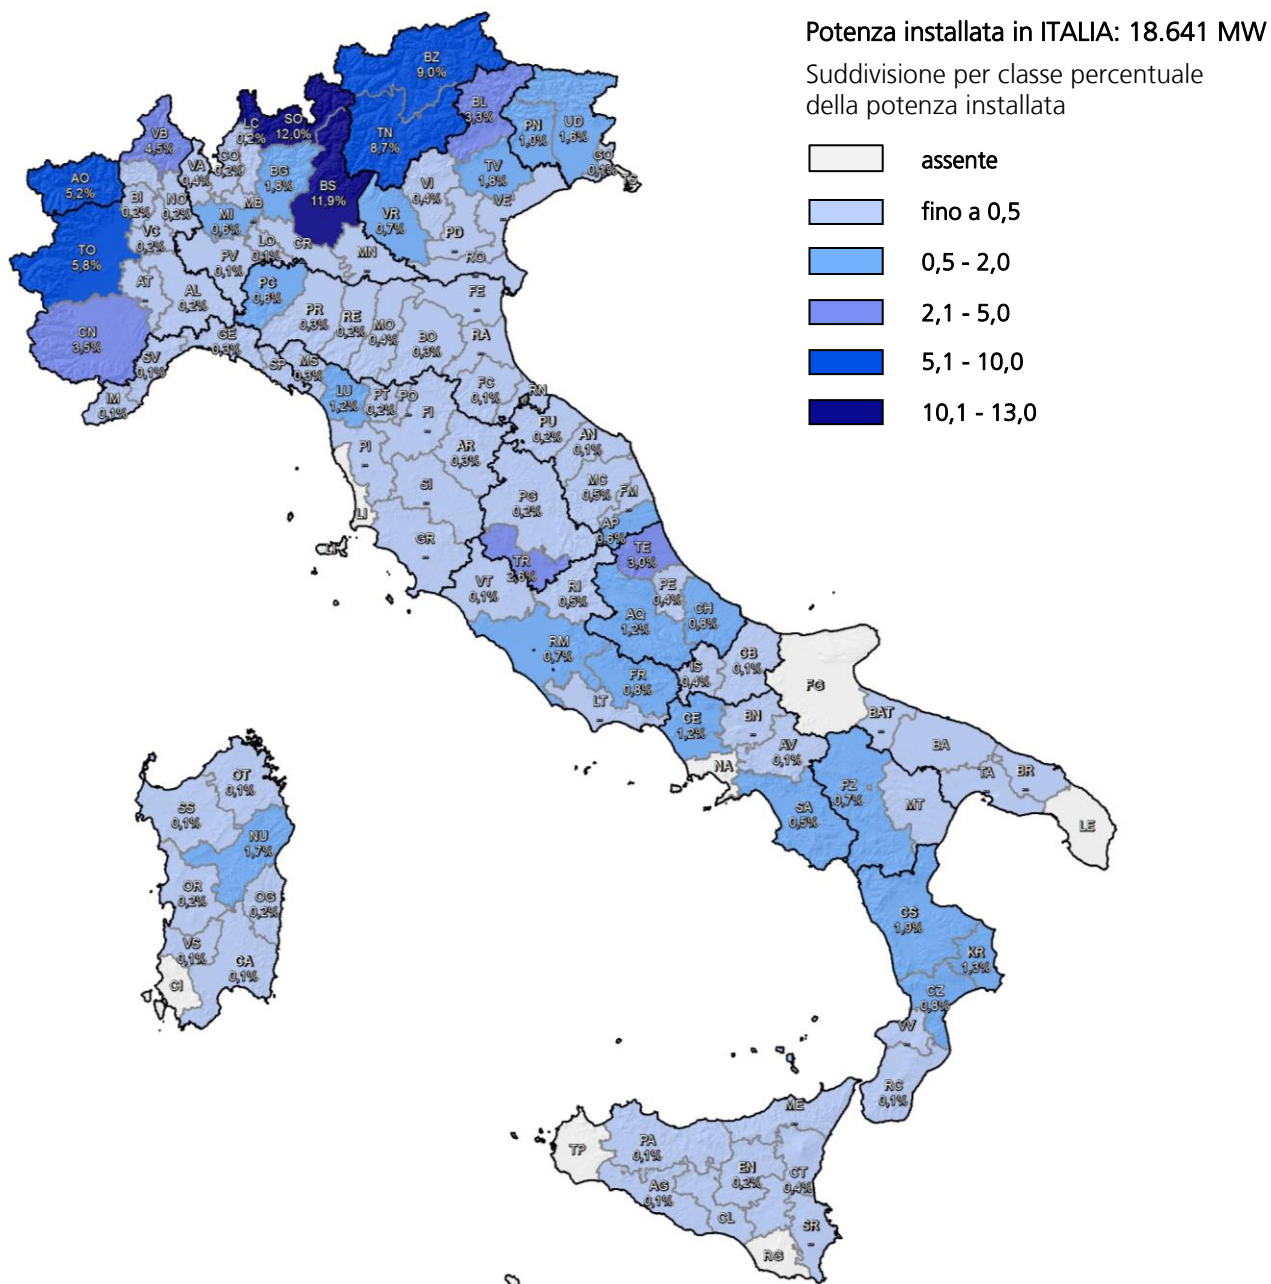 Potenza installata in ITALIA: 18.641 MW
Suddivisione per classe percentuale
della potenza installata
assente
fino a 0,5
0,5 - 2,0
2,1 - 5,0
5,1 - 10,0
10,1 - 13,0
BZ
9,0%
BL
3,3%
TN
8,7%
PN
1,9%
UD
1,6%
GO
0,1%
LC
0,2%
SO
12,0%
VB
4,5%
CO
0,2%
VA
0,4%
BG
1,8%
BS
11,9%
AO
5,2%
BI
0,2%
NO
0,2%
MB
MI
0,6%
VR
0,7%
VI
0,4%
TV
1,8%
VE
--
PD
--
RO
TO
5,8%
VC
0,2%
PV
0,1%
LO
0,1%
CR
MN
--
AT
--
AL
0,2%
PC
0,6%
PR
0,3%
RE
0,2%
MO
0,4%
FE
--
BO
0,3%
RA
--
CN
3,5%
SV
0,1%
GE
0,3%
IM
0,1%
SP
MS
0,3%
LU
1,2%
PT
0,2%
PO
--
FI
--
FC
0,1%
RN
PU
0,2%
AN
0,1%
PI
--
AR
0,3%
MC
0,5%
FM
--
SI
--
PG
0,2%
LI
GR
--
AP
0,6%
TE
3,0%
TR
2,6%
VT
0,1%
RI
0,5%
PE
0,4%
AQ
1,2%
CH
0,8%
RM
0,7%
FR
0,8%
IS
0,4%
CB
0,1%
LT
--
FG
CE
1,2%
BN
--
BAT
--
BA
AV
0,1%
NA
TA
--
BR
--
PZ
0,7%
MT
SA
0,5%
LE
OT
0,1%
SS
0,1%
NU
1,7%
OR
0,2%
OG
0,2%
VS
0,1%
CA
0,1%
CI
CS
1,9%
KR
1,3%
CZ
0,8%
VV
--
RC
0,1%
ME
--
TP
PA
0,1%
EN
0,2%
CT
0,4%
AG
0,1%
CL
SR
--
RG